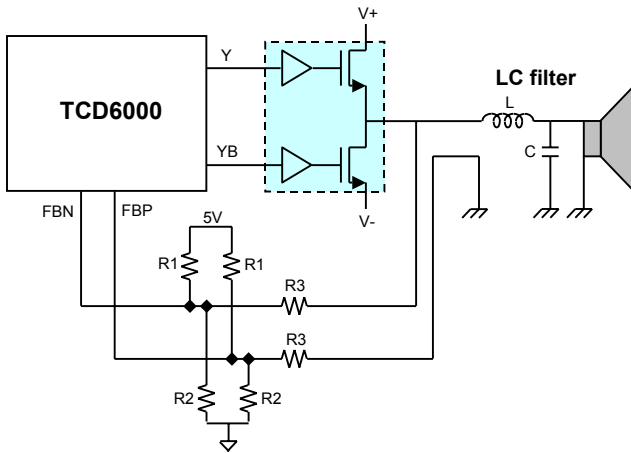 V+
Y
LC filter
L
TCD6000
C
YB
V-
FBN
FBP
5V
R1
R1
R3
R3
R2
R2